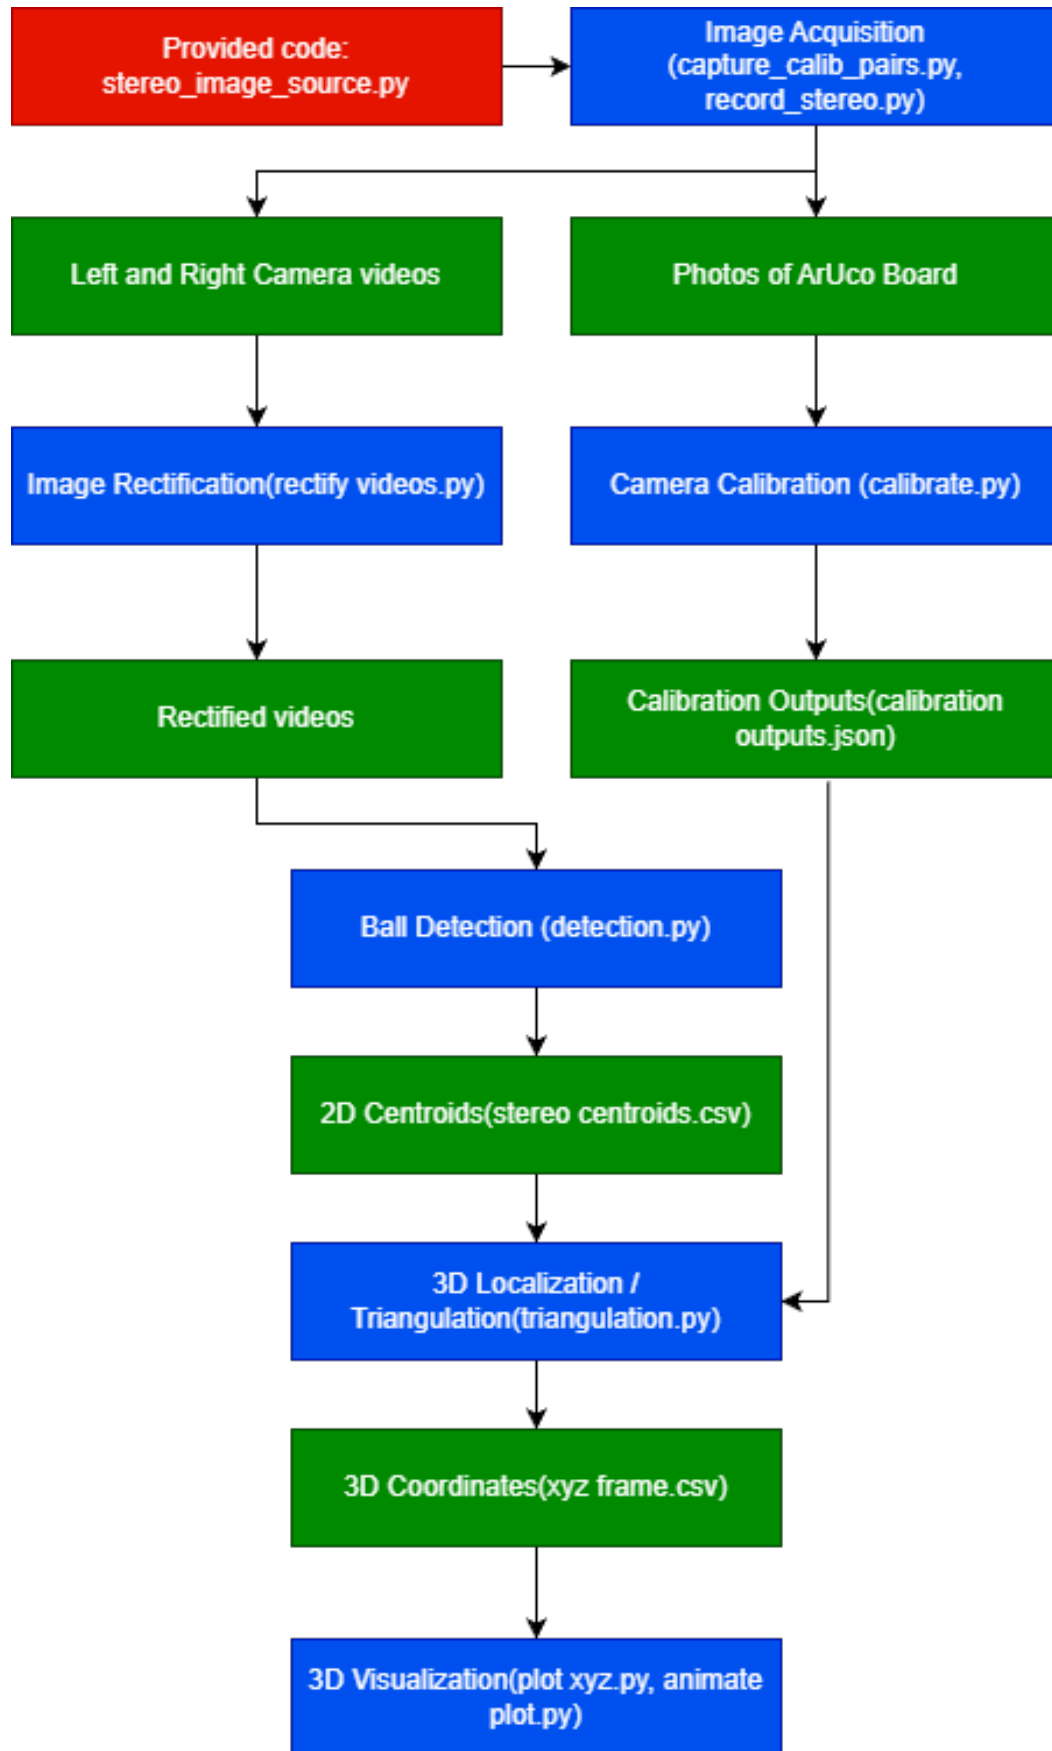 Provided code:
stereo_image_source.py
Image Acquisition
(capture_calib_pairs.py,
record_stereo.py)
Left and Right Camera videos
Photos of ArUco Board
Image Rectification(rectify videos.py)
Camera Calibration (calibrate.py)
Rectified videos
Calibration Outputs(calibration
outputs.json)
Ball Detection (detection.py)
2D Centroids(stereo centroids.csv)
3D Localization /
Triangulation(triangulation.py)
3D Coordinates(xyz frame.csv)
3D Visualization(plot xyz.py, animate
plot.py)